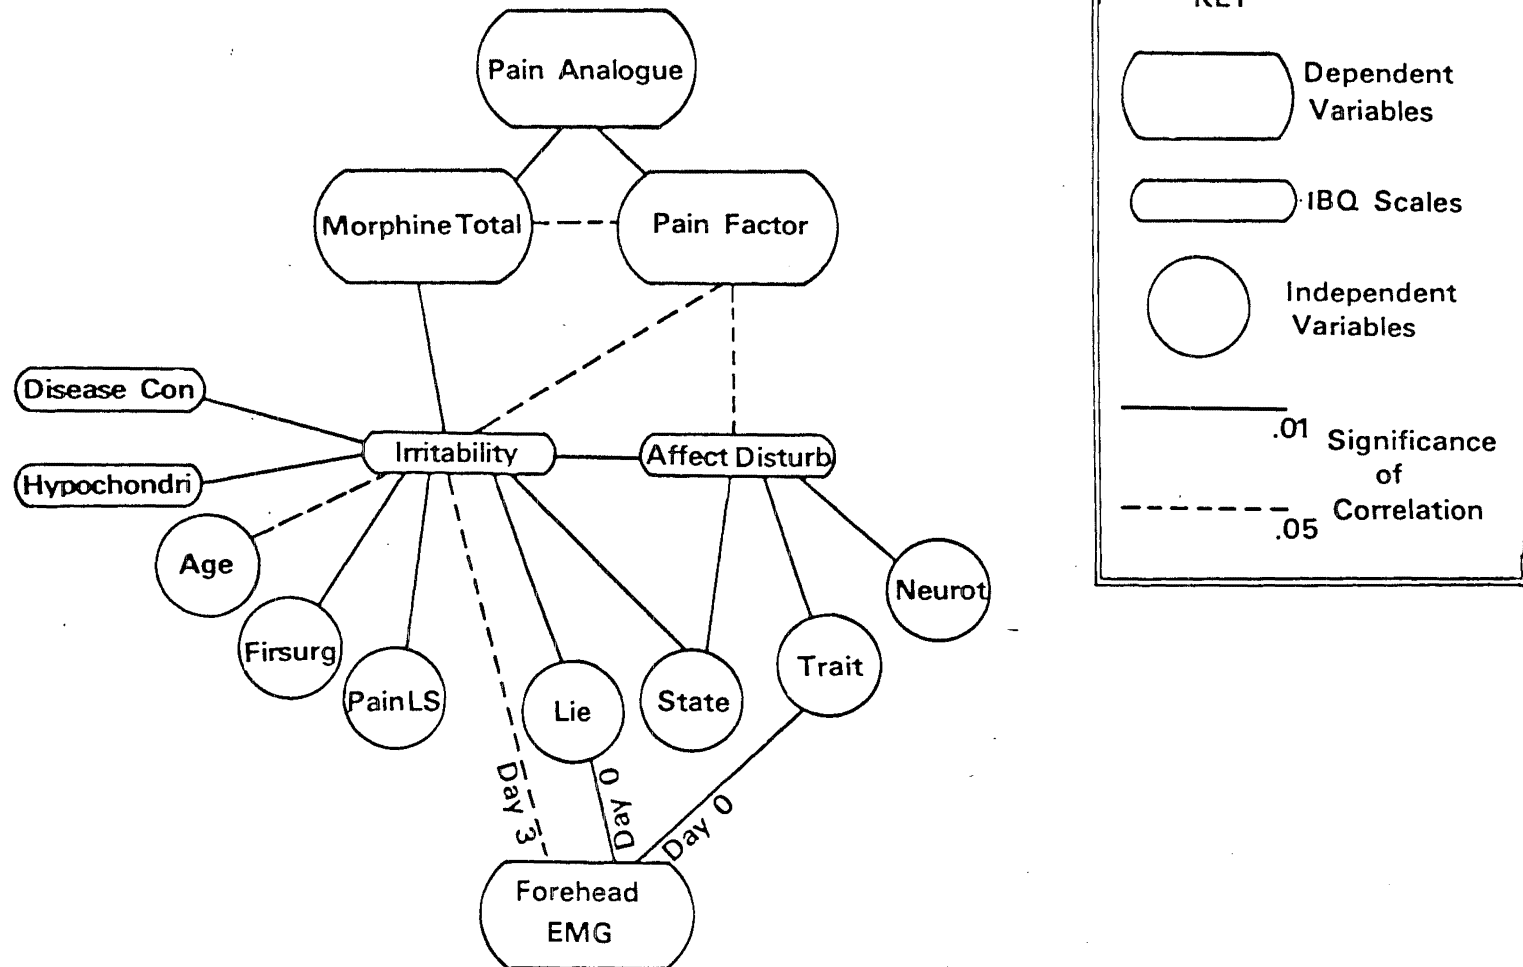 Pain Analogue
Morphine Total
Pain Factor
Disease Con
Irritability
Affect Disturb
Hypochondri
Age
Firsurg
Pain LS
Lie
State
Trait
Neurot
Day 3
Day 0
Day 0
Forehead
EMG
KEY
Dependent
Variables
IBQ Scales
Independent
Variables
.01
Significance
of
Correlation
.05